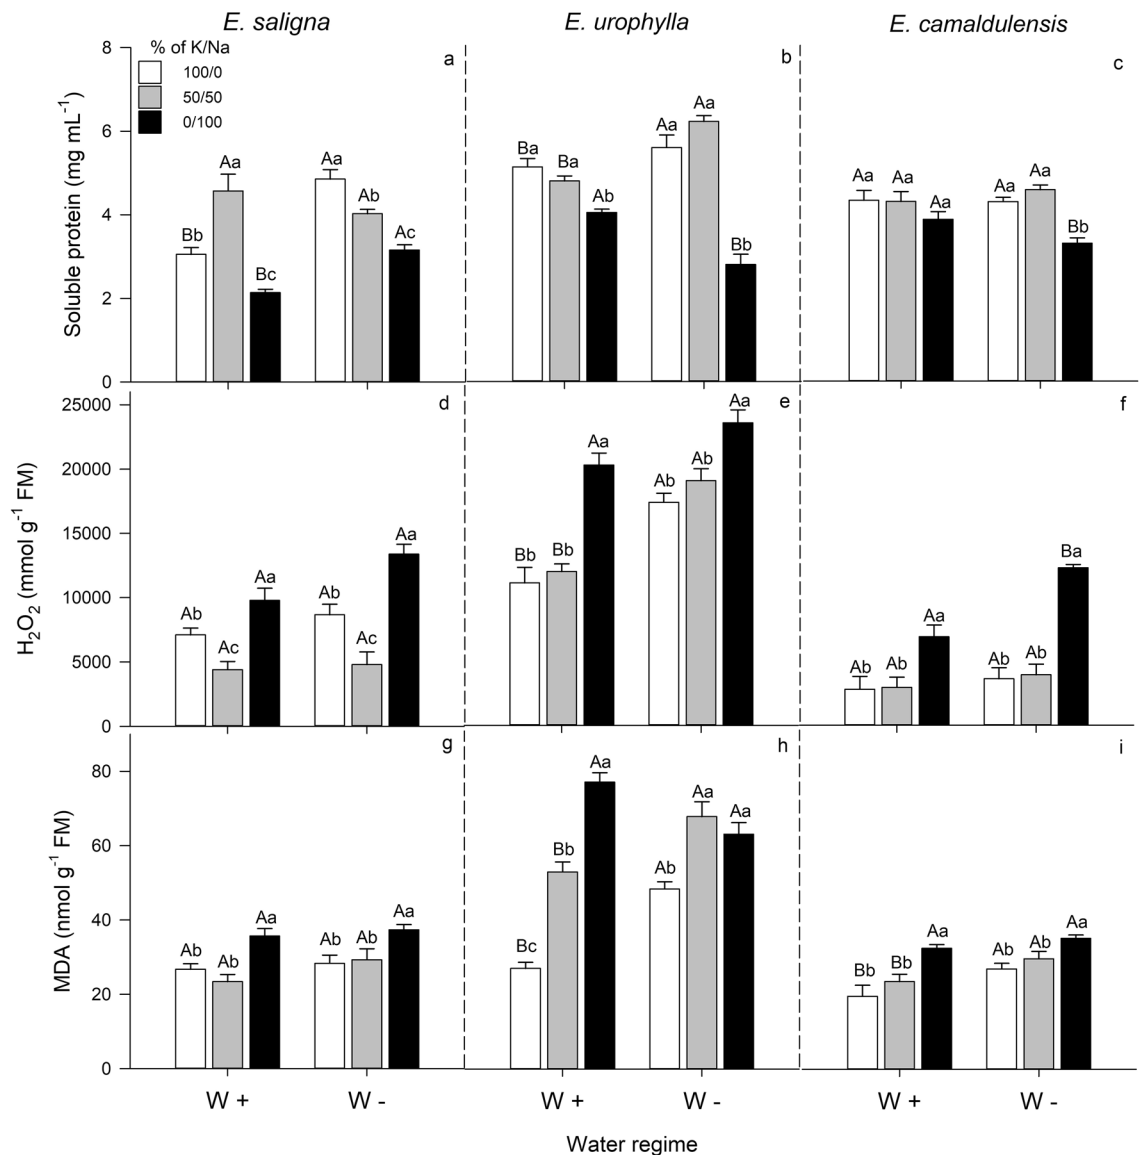 E. saligna E. urophylla E. camaldulensis
% of K/Na
100/0
50/50
0/100
a b c
Soluble protein (mg mL⁻¹)
8
6
4
2
0
Bb Aa Bc Aa Ab Ac
Ba Ba Ab Aa Aa Bb
Aa Aa Aa Aa Aa Bb
d e f
H₂O₂ (mmol g⁻¹ FM)
25000
20000
15000
10000
5000
0
Ab Ac Aa Ab Ac Aa
Bb Bb Aa Ab Ab Aa
Ab Ab Aa Ab Ab Ba
g h i
MDA (nmol g⁻¹ FM)
80
60
40
20
0
Ab Ab Aa Ab Ab Aa
Bc Bb Aa Ab Aa Aa
Bb Bb Aa Ab Ab Aa
W + W - W + W - W + W -
Water regime